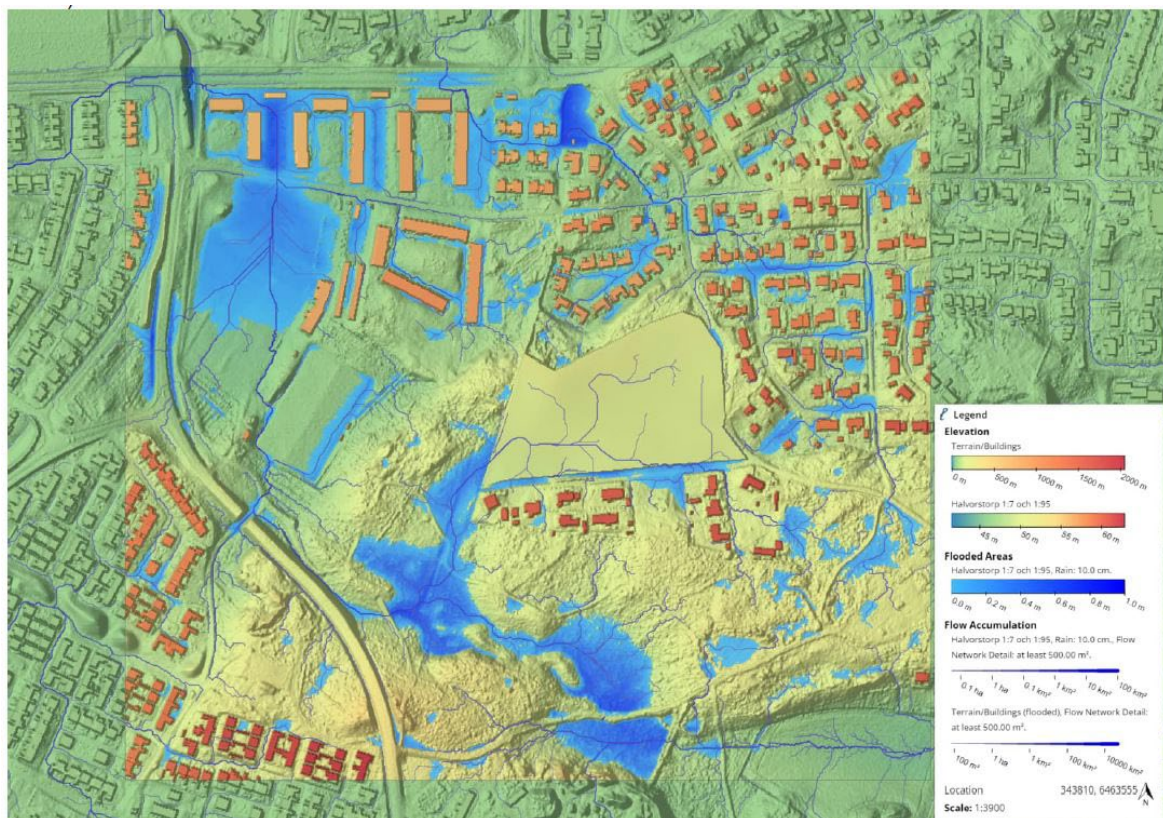 Legend
Elevation
Terrain/Buildings
0 m 500 m 1000 m 1500 m 2000 m
Halvorstorp 1:7 och 1:95
45 m 50 m 55 m 60 m
Flooded Areas
Halvorstorp 1:7 och 1:95, Rain: 10.0 cm.
0.0 m 0.2 m 0.4 m 0.6 m 0.8 m 1.0 m
Flow Accumulation
Halvorstorp 1:7 och 1:95, Rain: 10.0 cm., Flow
Network Detail: at least 500.00 m².
0.1 ha 1 ha 0.1 km² 1 km² 10 km² 100 km²
Terrain/Buildings (flooded), Flow Network Detail:
at least 500.00 m².
100 m² 1 ha 1 km² 100 km² 10000 km²
Location 343810, 6463555
Scale: 1:3900
N